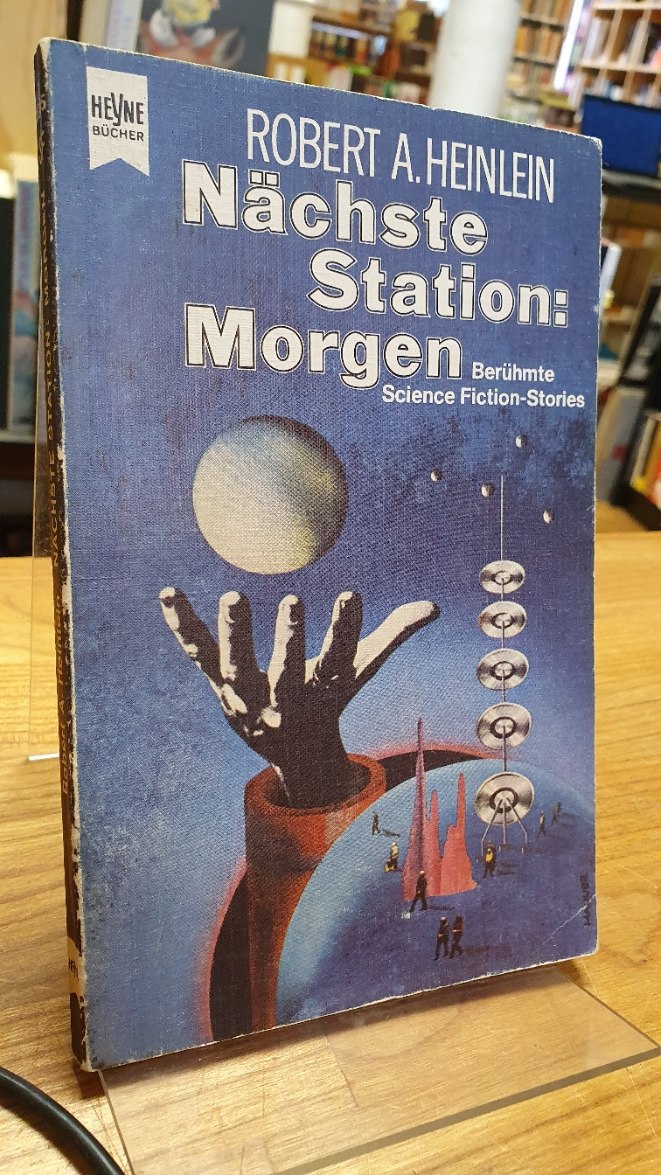 HEYNE
BÜCHER
ROBERT A. HEINLEIN
Nächste
Station:
Morgen
Berühmte
Science Fiction-Stories